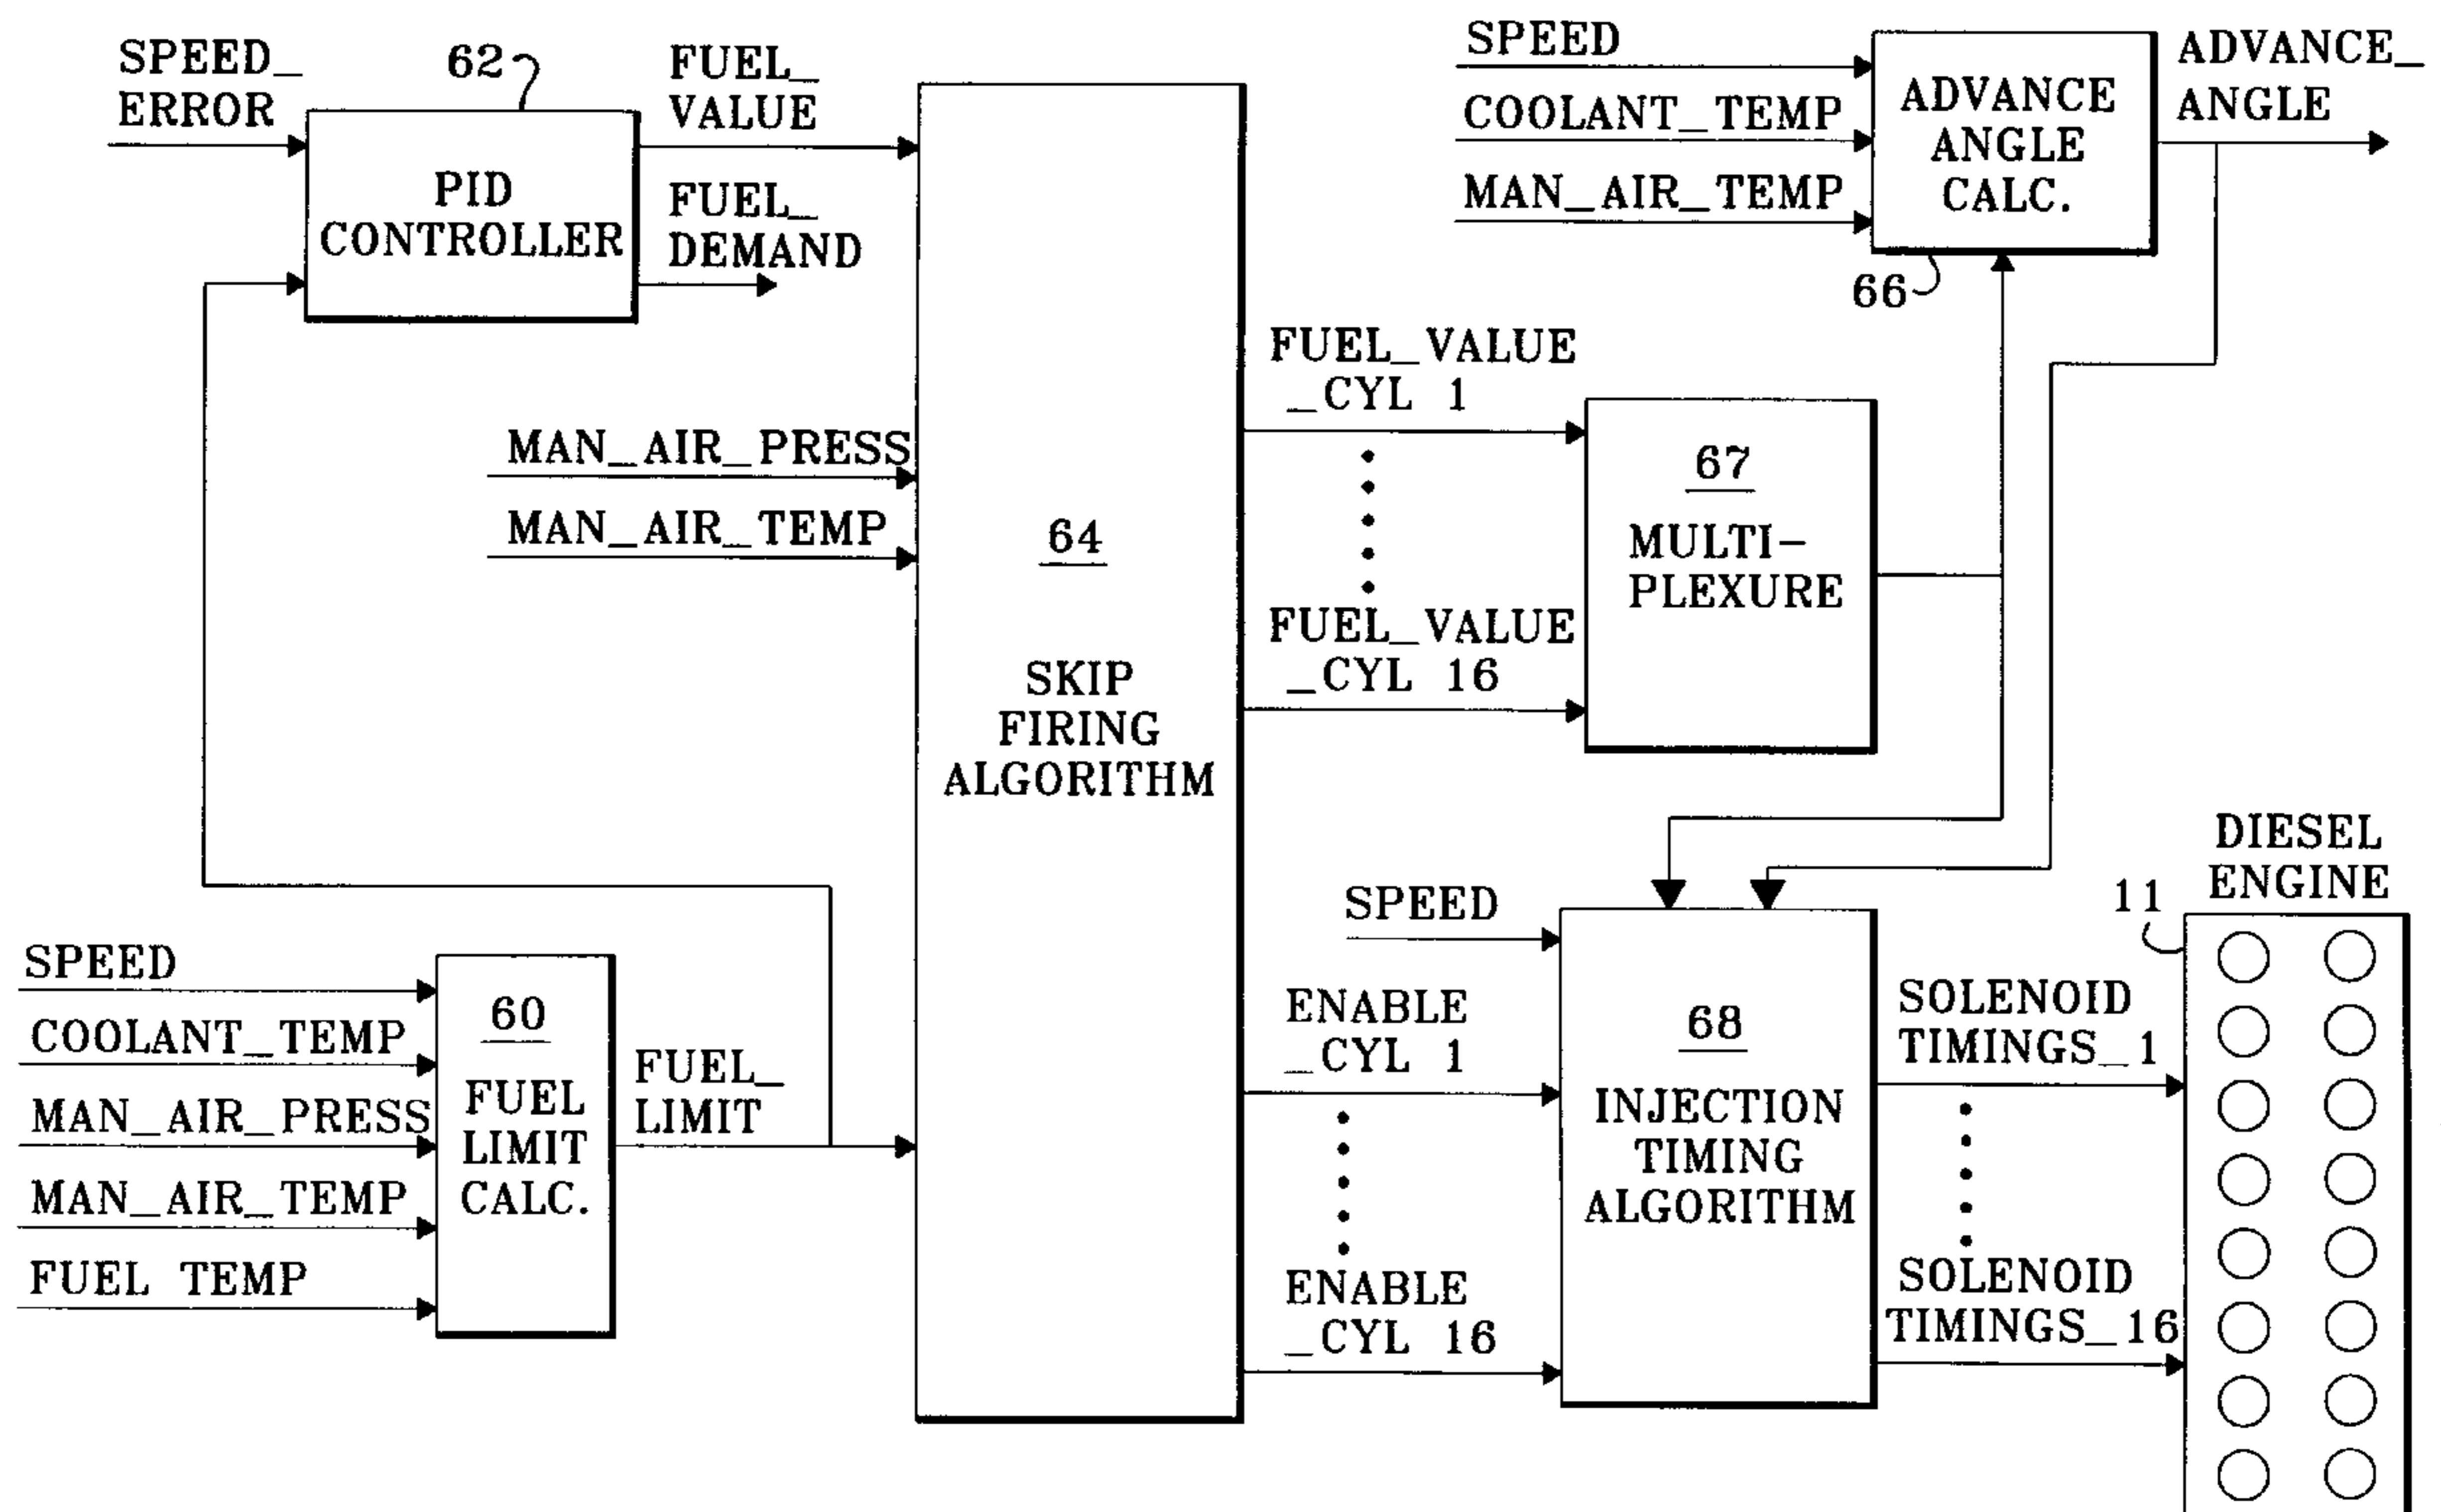 SPEED_
ERROR
62
FUEL_
VALUE
PID
CONTROLLER
FUEL_
DEMAND
MAN_AIR_PRESS
MAN_AIR_TEMP
SPEED
COOLANT_TEMP
MAN_AIR_PRESS
MAN_AIR_TEMP
FUEL TEMP
60
FUEL
LIMIT
CALC.
FUEL_
LIMIT
64
SKIP
FIRING
ALGORITHM
SPEED
COOLANT_TEMP
MAN_AIR_TEMP
ADVANCE
ANGLE
CALC.
66
ADVANCE_
ANGLE
FUEL_VALUE
_CYL 1
FUEL_VALUE
_CYL 16
67
MULTI-
PLEXURE
SPEED
ENABLE
_CYL 1
ENABLE
_CYL 16
68
INJECTION
TIMING
ALGORITHM
SOLENOID
TIMINGS_1
SOLENOID
TIMINGS_16
DIESEL
ENGINE
11